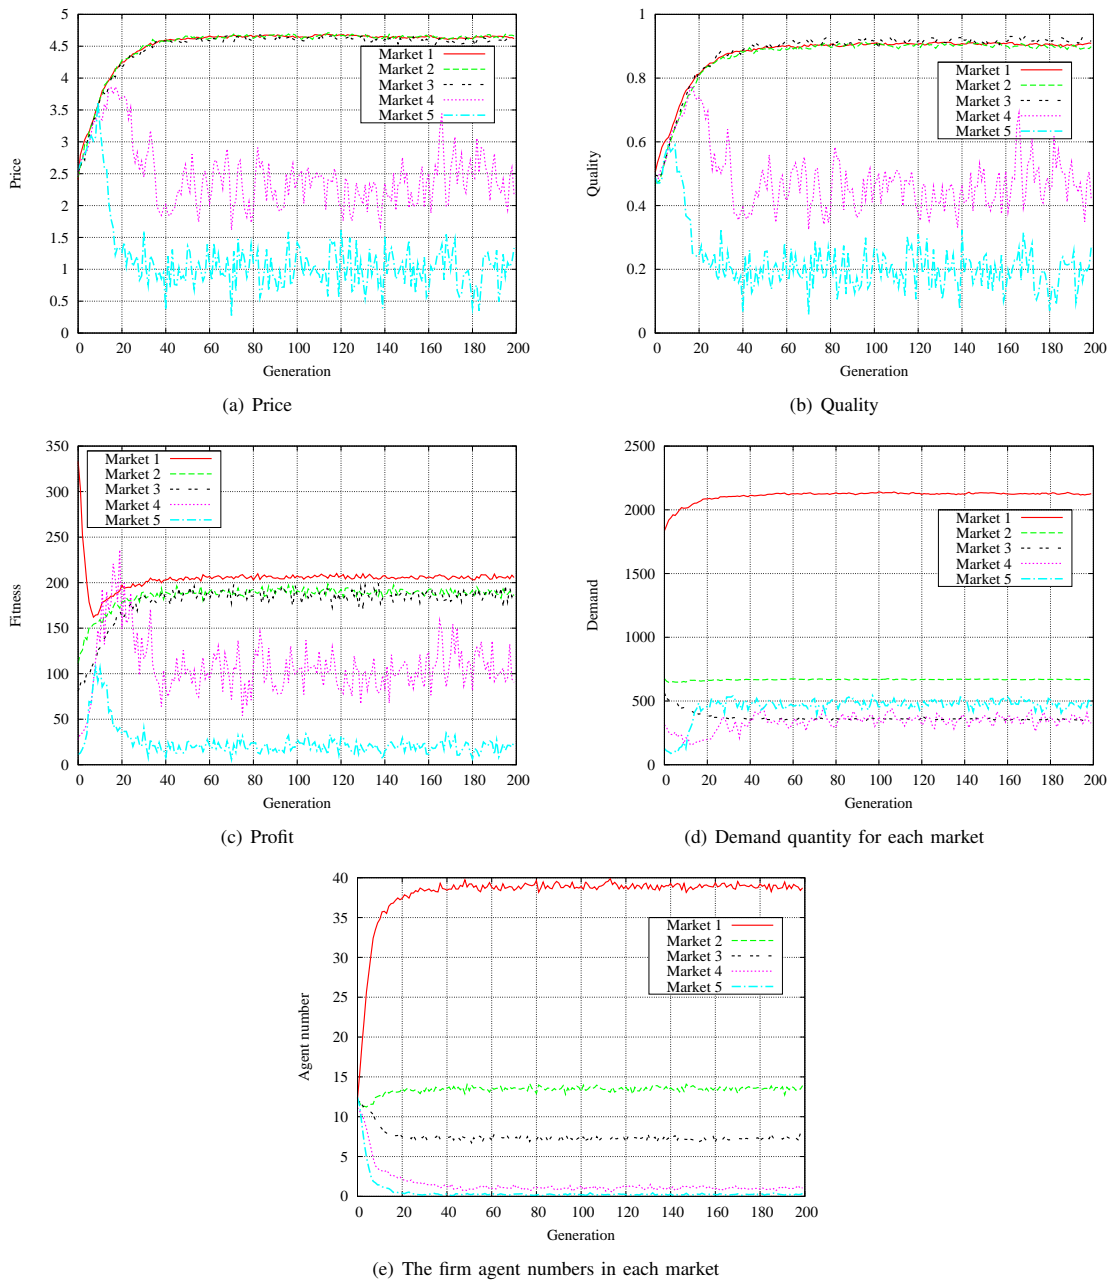 5
4.5
4
3.5
3
2.5
2
1.5
1
0.5
0
Price
Market 1
Market 2
Market 3
Market 4
Market 5
0 20 40 60 80 100 120 140 160 180 200
Generation
(a) Price
1
0.8
0.6
0.4
0.2
0
Quality
Market 1
Market 2
Market 3
Market 4
Market 5
0 20 40 60 80 100 120 140 160 180 200
Generation
(b) Quality
350
300
250
200
150
100
50
0
Fitness
Market 1
Market 2
Market 3
Market 4
Market 5
0 20 40 60 80 100 120 140 160 180 200
Generation
(c) Profit
2500
2000
1500
1000
500
0
Demand
Market 1
Market 2
Market 3
Market 4
Market 5
0 20 40 60 80 100 120 140 160 180 200
Generation
(d) Demand quantity for each market
40
35
30
25
20
15
10
5
0
Agent number
Market 1
Market 2
Market 3
Market 4
Market 5
0 20 40 60 80 100 120 140 160 180 200
Generation
(e) The firm agent numbers in each market